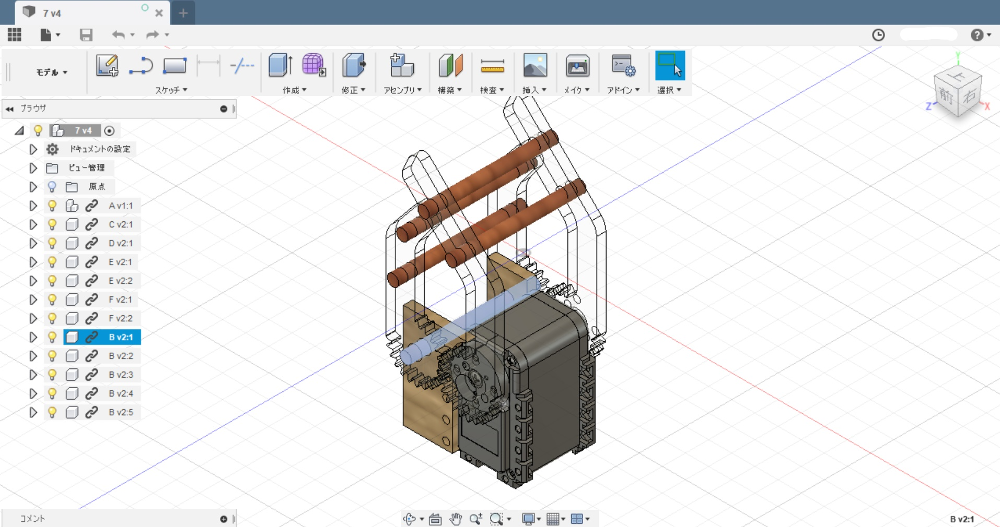 7 v4
モデル
スケッチ
作成
修正
アセンブリ
構築
検査
挿入
メイク
アドイン
選択
Y
上
前
右
Z
X
ブラウザ
7 v4
ドキュメントの設定
ビュー管理
原点
A v1:1
C v2:1
D v2:1
E v2:1
E v2:2
F v2:1
F v2:2
B v2:1
B v2:2
B v2:3
B v2:4
B v2:5
コメント
B v2:1